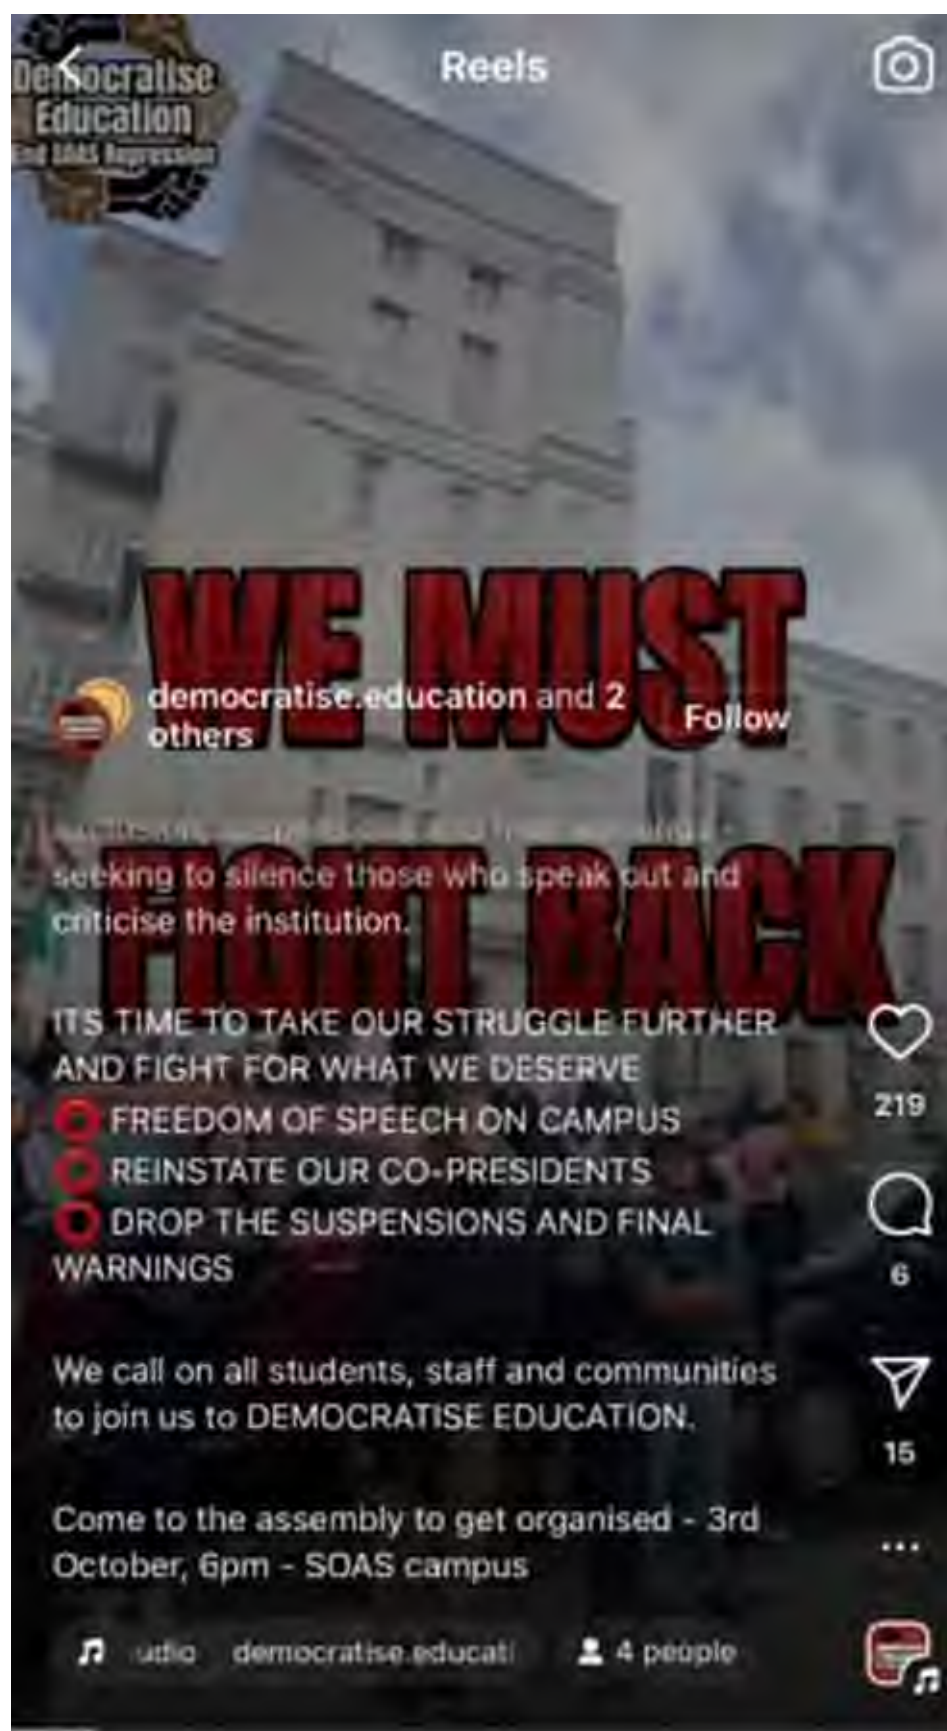 Reels
Democratise
Education
End SOAS Repression
WE MUST
democratise.education and 2
others
Follow
FIGHT BACK
seeking to silence those who speak out and
criticise the institution.
ITS TIME TO TAKE OUR STRUGGLE FURTHER
AND FIGHT FOR WHAT WE DESERVE
⭕ FREEDOM OF SPEECH ON CAMPUS
⭕ REINSTATE OUR CO-PRESIDENTS
⭕ DROP THE SUSPENSIONS AND FINAL
WARNINGS
219
6
We call on all students, staff and communities
to join us to DEMOCRATISE EDUCATION.
15
Come to the assembly to get organised - 3rd
October, 6pm - SOAS campus
udio democratise.educati 4 people